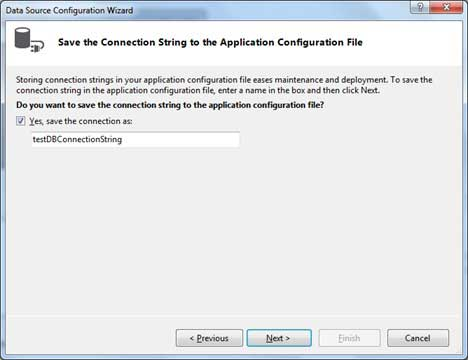 Data Source Configuration Wizard
Save the Connection String to the Application Configuration File
Storing connection strings in your application configuration file eases maintenance and deployment. To save the
connection string in the application configuration file, enter a name in the box and then click Next.
Do you want to save the connection string to the application configuration file?
Yes, save the connection as:
testDBConnectionString
< Previous
Next >
Finish
Cancel